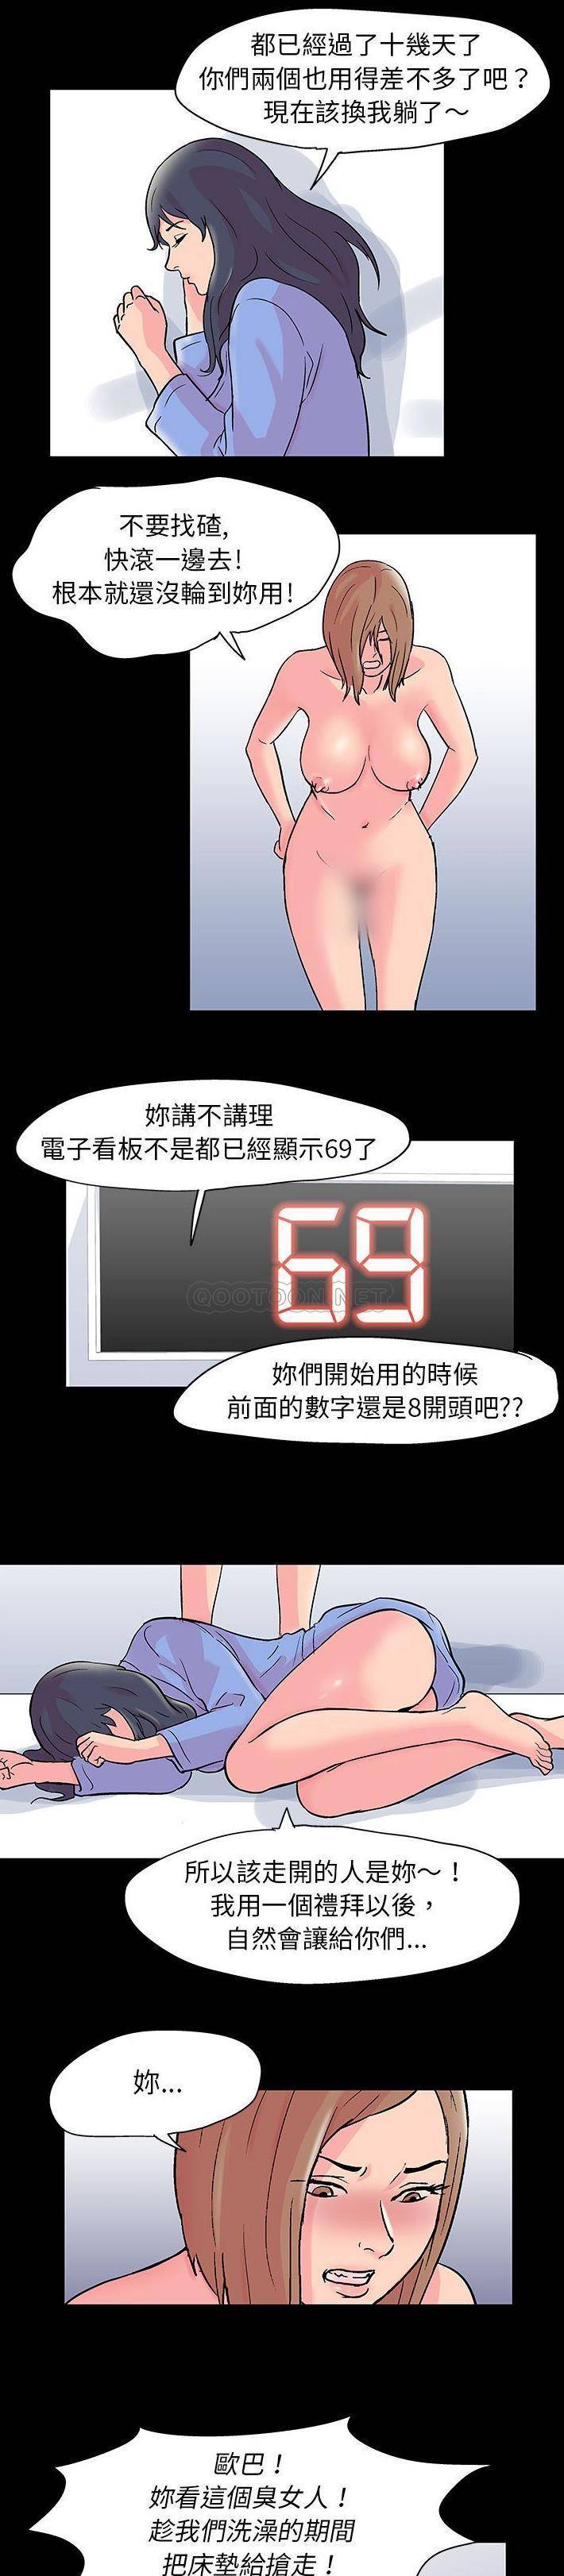 都已經過了十幾天了
你們兩個也用得差不多了吧？
現在該換我躺了～
不要找碴,
快滾一邊去!
根本就還沒輪到妳用!
妳講不講理
電子看板不是都已經顯示69了
69
QOOTOON.NET
妳們開始用的時候
前面的數字還是8開頭吧??
所以該走開的人是妳～！
我用一個禮拜以後，
自然會讓給你們...
妳...
歐巴！
妳看這個臭女人！
趁我們洗澡的期間
把床墊給搶走！